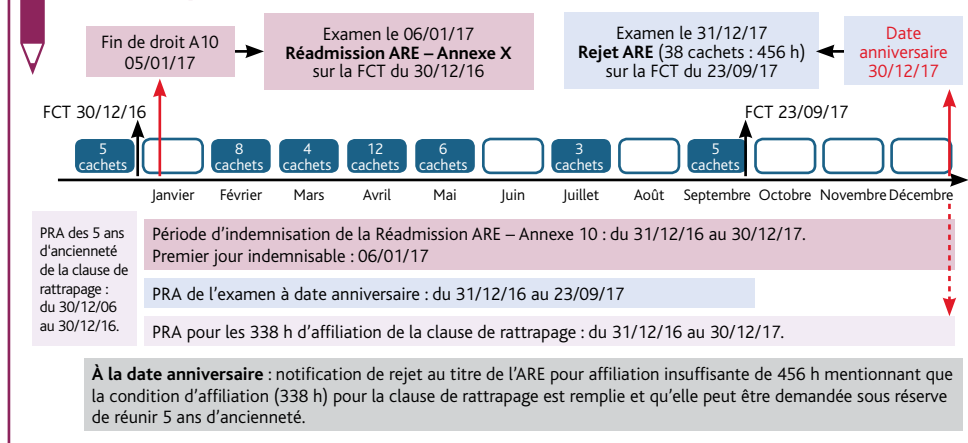 Fin de droit A10
05/01/17
Examen le 06/01/17
Réadmission ARE – Annexe X
sur la FCT du 30/12/16
Examen le 31/12/17
Rejet ARE (38 cachets : 456 h)
sur la FCT du 23/09/17
Date
anniversaire
30/12/17
FCT 30/12/16
FCT 23/09/17
5
cachets
8
cachets
4
cachets
12
cachets
6
cachets
3
cachets
5
cachets
Janvier Février Mars Avril Mai Juin Juillet Août Septembre Octobre Novembre Décembre
PRA des 5 ans
d'ancienneté
de la clause de
rattrapage :
du 30/12/06
au 30/12/16.
Période d'indemnisation de la Réadmission ARE – Annexe 10 : du 31/12/16 au 30/12/17.
Premier jour indemnisable : 06/01/17
PRA de l'examen à date anniversaire : du 31/12/16 au 23/09/17
PRA pour les 338 h d'affiliation de la clause de rattrapage : du 31/12/16 au 30/12/17.
À la date anniversaire : notification de rejet au titre de l'ARE pour affiliation insuffisante de 456 h mentionnant que
la condition d'affiliation (338 h) pour la clause de rattrapage est remplie et qu'elle peut être demandée sous réserve
de réunir 5 ans d'ancienneté.